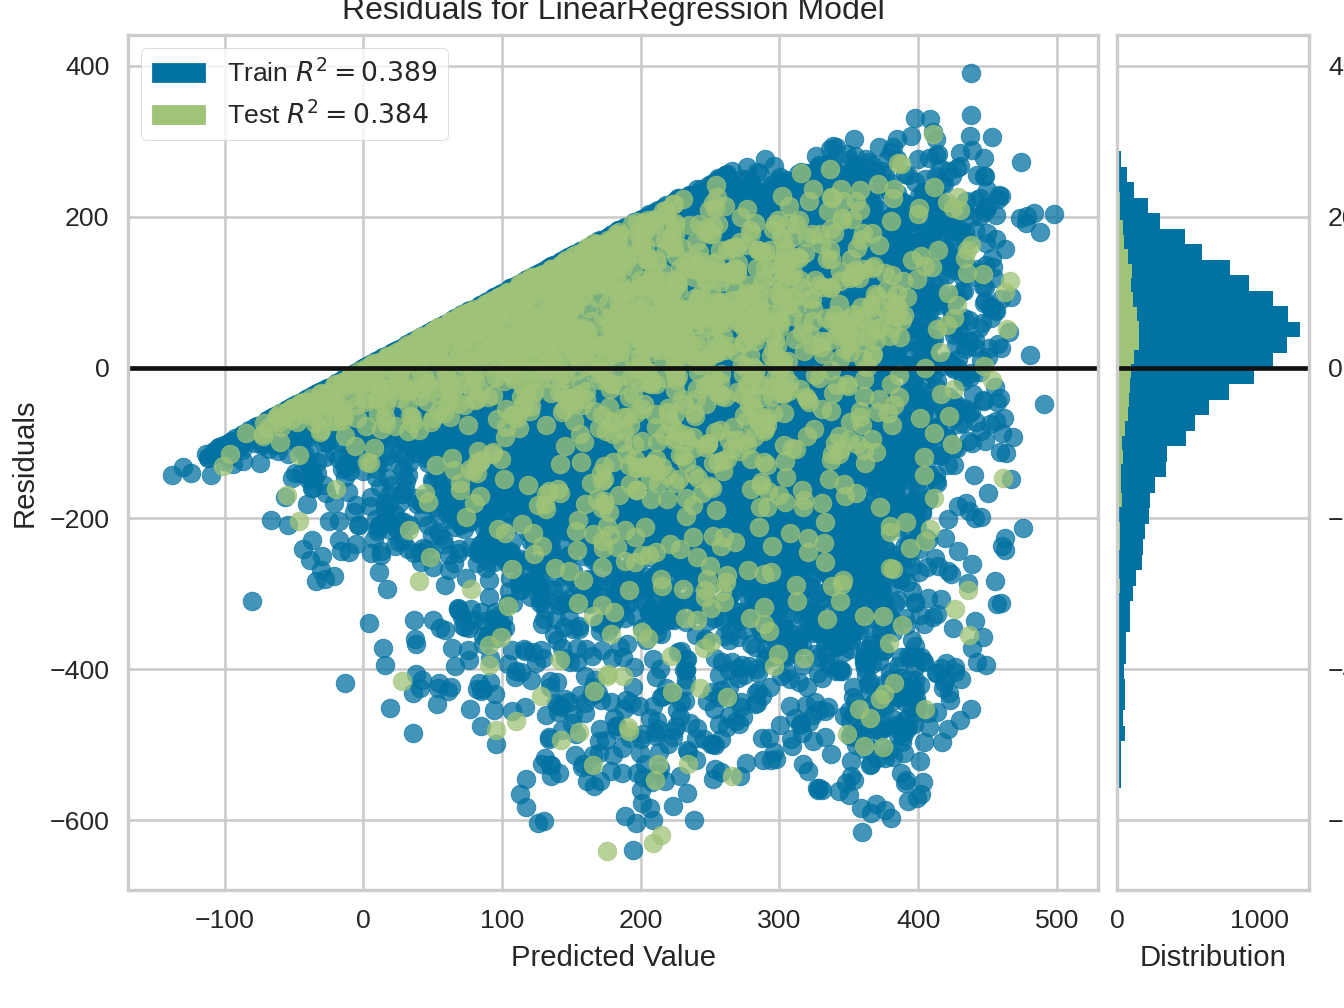 Residuals for LinearRegression Model
Train R² = 0.389
Test R² = 0.384
400
200
0
−200
−400
−600
Residuals
−100
0
100
200
300
400
500
Predicted Value
0
1000
Distribution
0